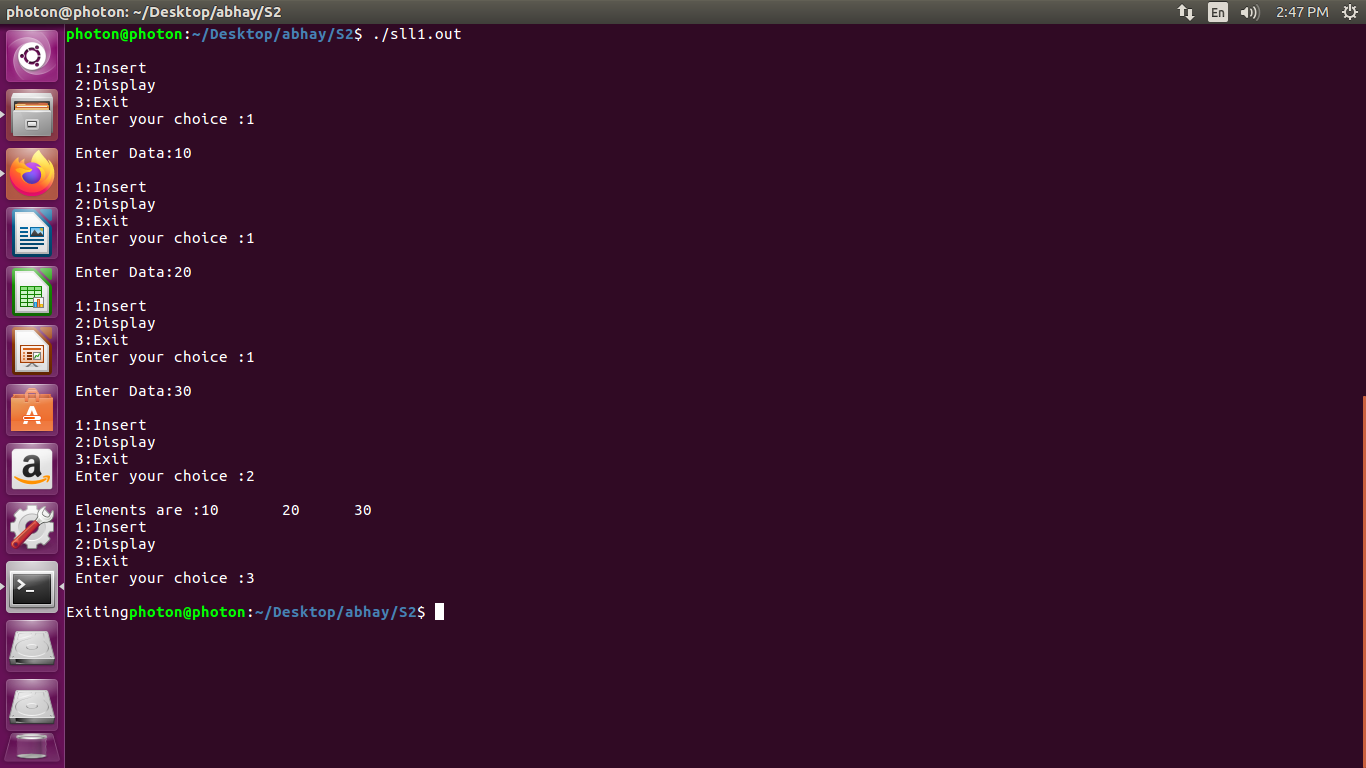 photon@photon: ~/Desktop/abhay/S2
En
2:47 PM
photon@photon:~/Desktop/abhay/S2$ ./sll1.out
1:Insert
2:Display
3:Exit
Enter your choice :1
Enter Data:10
1:Insert
2:Display
3:Exit
Enter your choice :1
Enter Data:20
1:Insert
2:Display
3:Exit
Enter your choice :1
Enter Data:30
1:Insert
2:Display
3:Exit
Enter your choice :2
Elements are :10 20 30
1:Insert
2:Display
3:Exit
Enter your choice :3
Exitingphoton@photon:~/Desktop/abhay/S2$